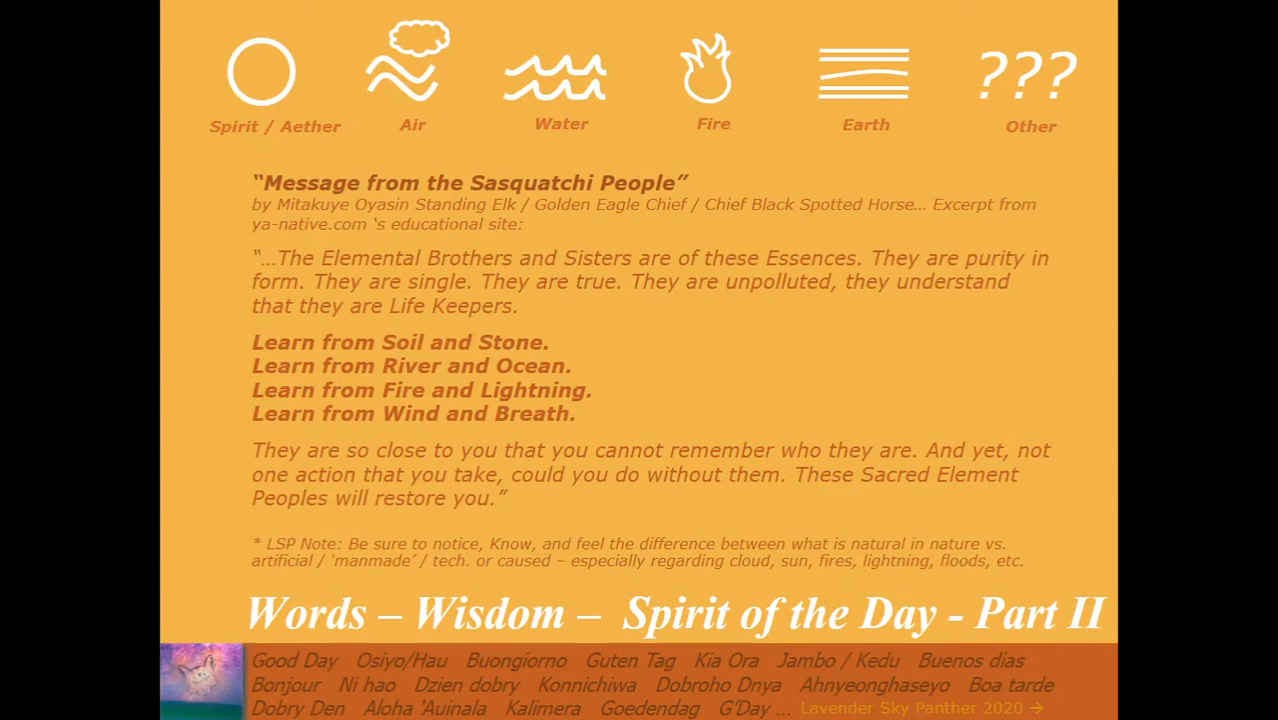 ???
Spirit / Aether Air Water Fire Earth Other
“Message from the Sasquatchi People”
by Mitakuye Oyasin Standing Elk / Golden Eagle Chief / Chief Black Spotted Horse… Excerpt from
ya-native.com ‘s educational site:
“…The Elemental Brothers and Sisters are of these Essences. They are purity in
form. They are single. They are true. They are unpolluted, they understand
that they are Life Keepers.
Learn from Soil and Stone.
Learn from River and Ocean.
Learn from Fire and Lightning.
Learn from Wind and Breath.
They are so close to you that you cannot remember who they are. And yet, not
one action that you take, could you do without them. These Sacred Element
Peoples will restore you.”
* LSP Note: Be sure to notice, Know, and feel the difference between what is natural in nature vs.
artificial / ‘manmade’ / tech. or caused – especially regarding cloud, sun, fires, lightning, floods, etc.
Words – Wisdom – Spirit of the Day - Part II
Good Day Osiyo/Hau Buongiorno Guten Tag Kia Ora Jambo / Kedu Buenos dias
Bonjour Ni hao Dzien dobry Konnichiwa Dobroho Dnya Ahnyeonghaseyo Boa tarde
Dobry Den Aloha ‘Auinala Kalimera Goedendag G’Day … Lavender Sky Panther 2020 →